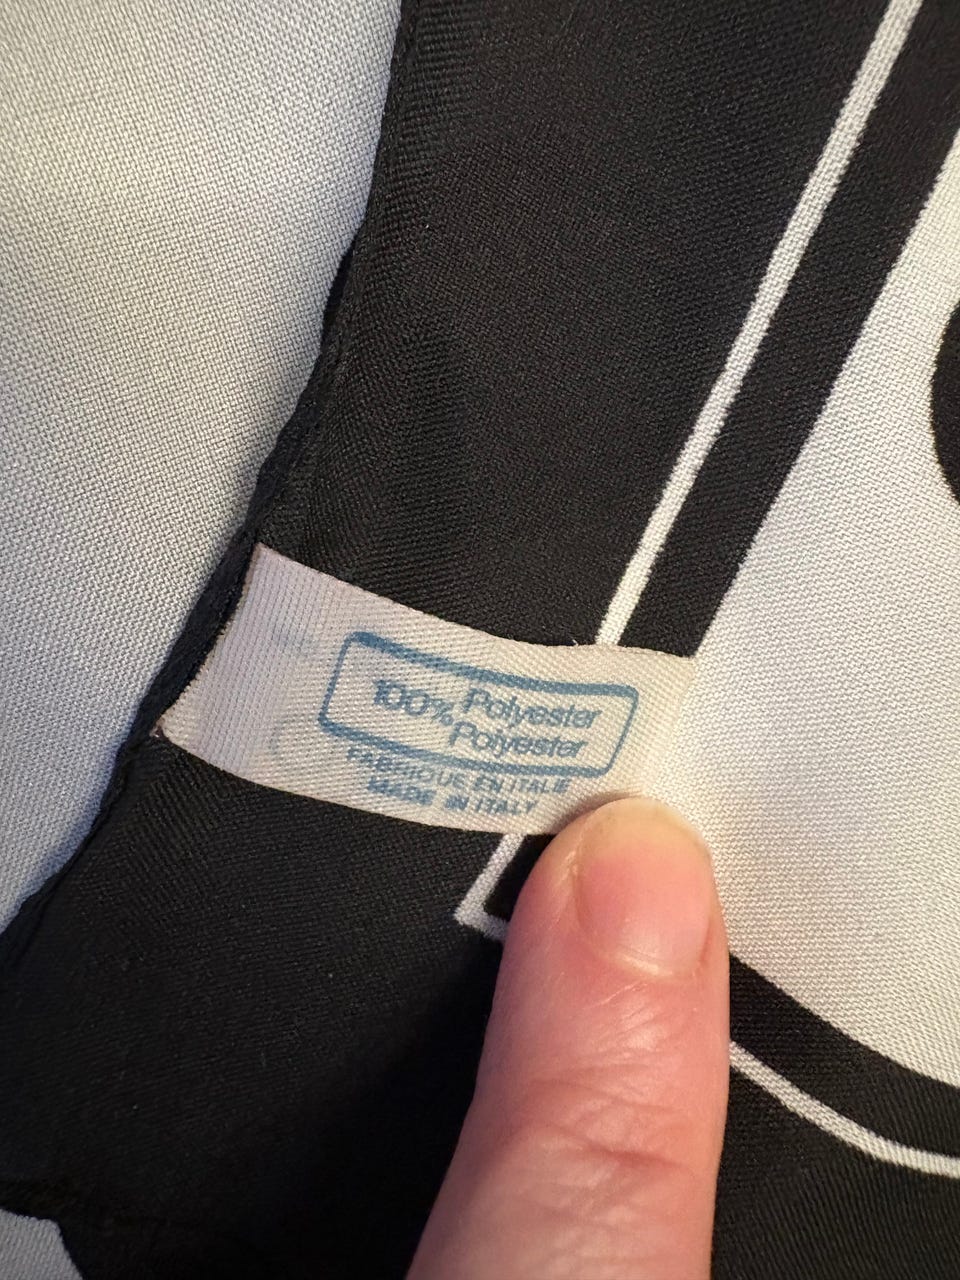 100% Polyester
Polyester
FABRIQUE EN ITALIE
MADE IN ITALY